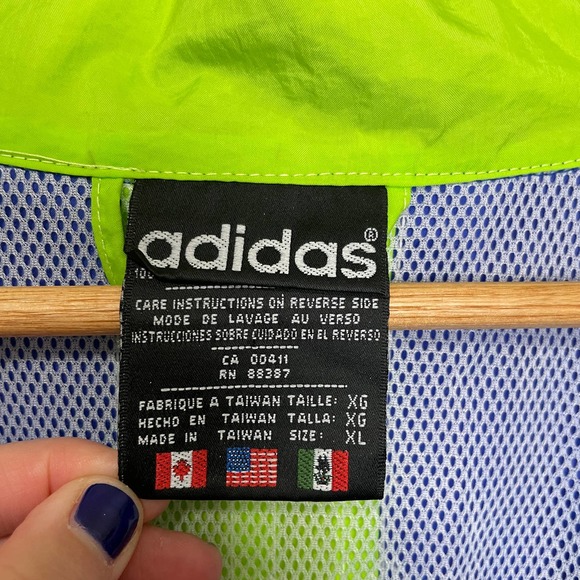 adidas®
CARE INSTRUCTIONS ON REVERSE SIDE
MODE DE LAVAGE AU VERSO
INSTRUCCIONES SOBRE CUIDADO EN EL REVERSO
CA 00411
RN 88387
FABRIQUE A TAIWAN TAILLE: XG
HECHO EN TAIWAN TALLA: XG
MADE IN TAIWAN SIZE: XL